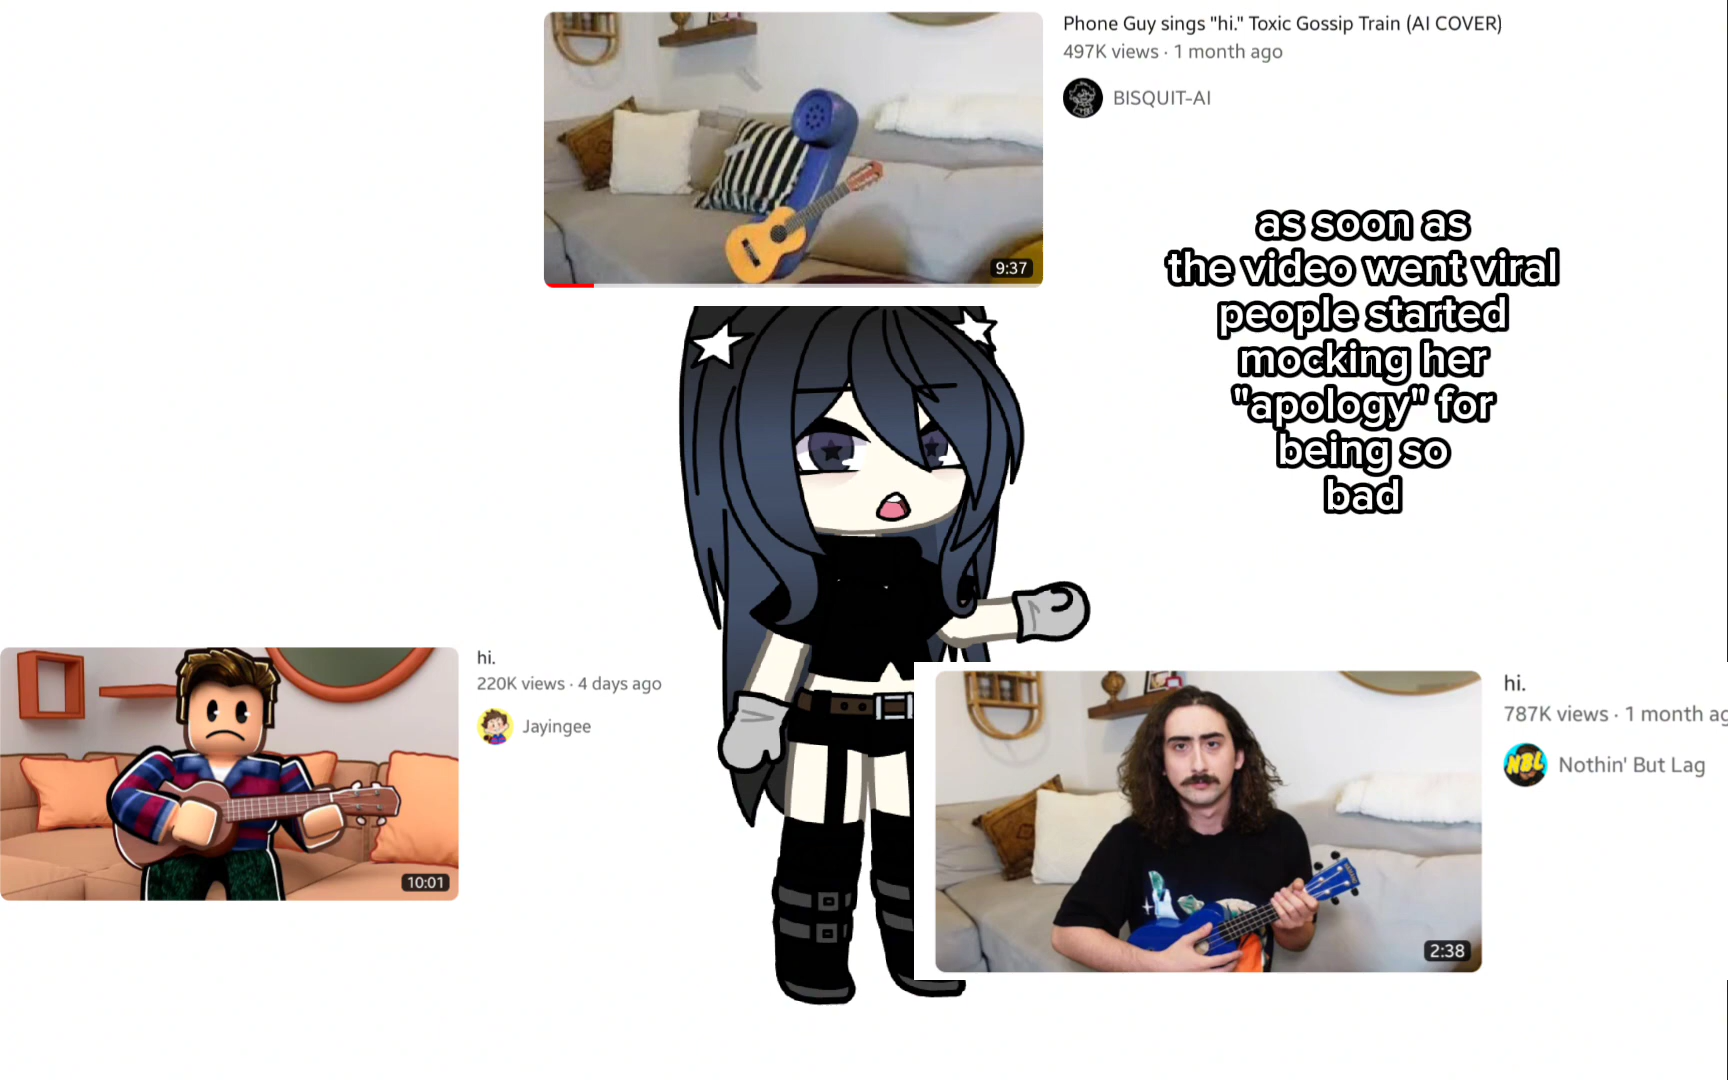 Phone Guy sings "hi." Toxic Gossip Train (AI COVER)
497K views · 1 month ago
BISQUIT-AI
9:37
as soon as
the video went viral
people started
mocking her
"apology" for
being so
bad
hi.
220K views · 4 days ago
Jayingee
10:01
hi.
787K views · 1 month ag
NBL
Nothin' But Lag
2:38